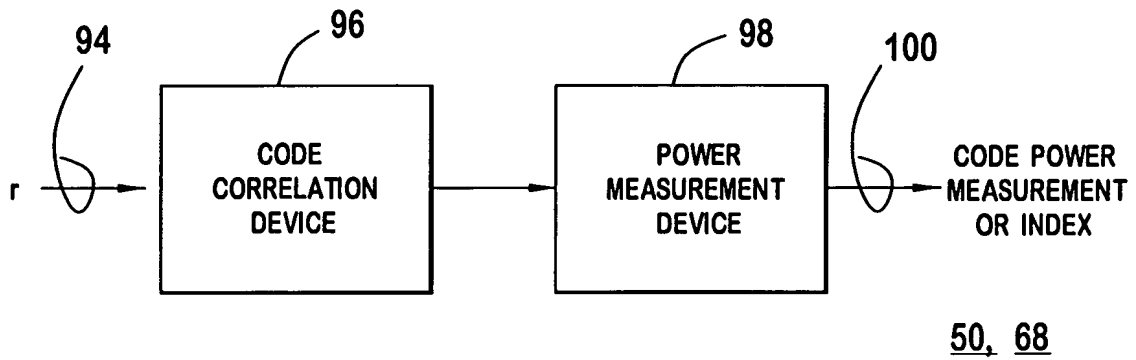 94
96
98
100
r
CODE
CORRELATION
DEVICE
POWER
MEASUREMENT
DEVICE
CODE POWER
MEASUREMENT
OR INDEX
50, 68